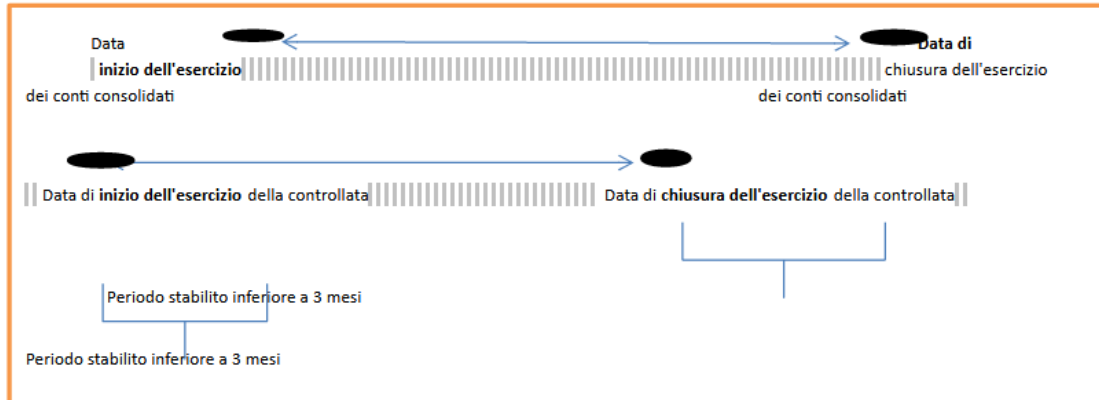 Data
Data di
inizio dell'esercizio
chiusura dell'esercizio
dei conti consolidati
dei conti consolidati
Data di inizio dell'esercizio della controllata
Data di chiusura dell'esercizio della controllata
Periodo stabilito inferiore a 3 mesi
Periodo stabilito inferiore a 3 mesi